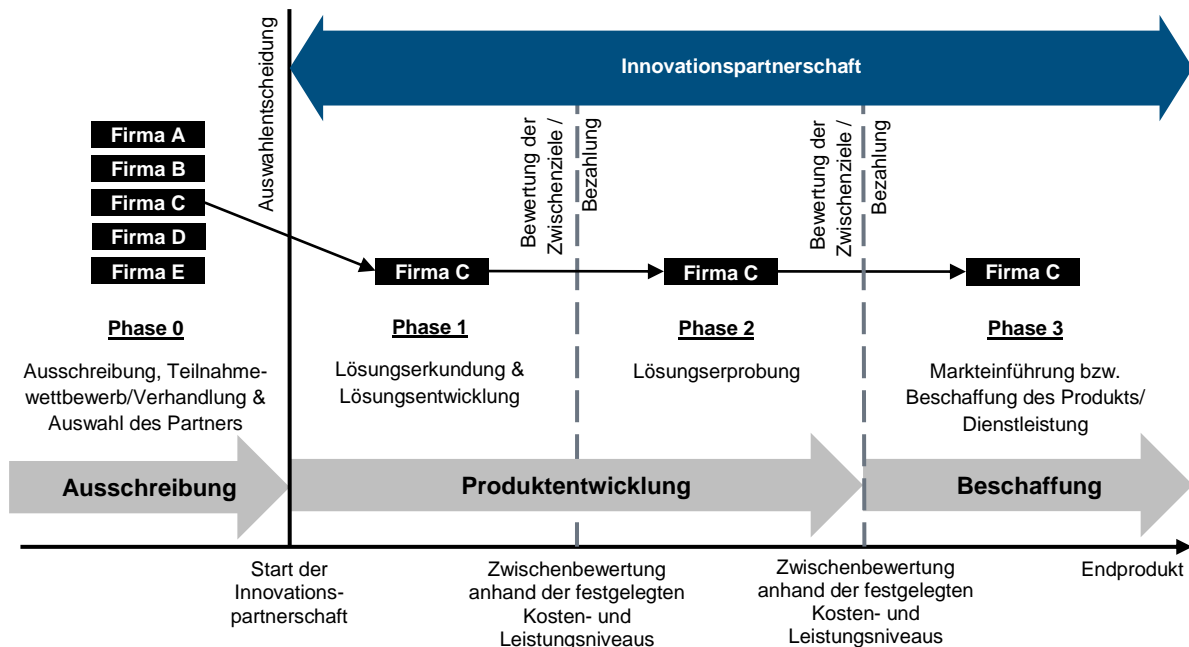 Innovationspartnerschaft
Auswahlentscheidung
Firma A
Firma B
Firma C
Firma D
Firma E
Bewertung der
Zwischenziele /
Bezahlung
Bewertung der
Zwischenziele /
Bezahlung
Firma C
Firma C
Firma C
Phase 0
Ausschreibung, Teilnahme-
wettbewerb/Verhandlung &
Auswahl des Partners
Phase 1
Lösungserkundung &
Lösungsentwicklung
Phase 2
Lösungserprobung
Phase 3
Markteinführung bzw.
Beschaffung des Produkts/
Dienstleistung
Ausschreibung
Produktentwicklung
Beschaffung
Start der
Innovations-
partnerschaft
Zwischenbewertung
anhand der festgelegten
Kosten- und
Leistungsniveaus
Zwischenbewertung
anhand der festgelegten
Kosten- und
Leistungsniveaus
Endprodukt